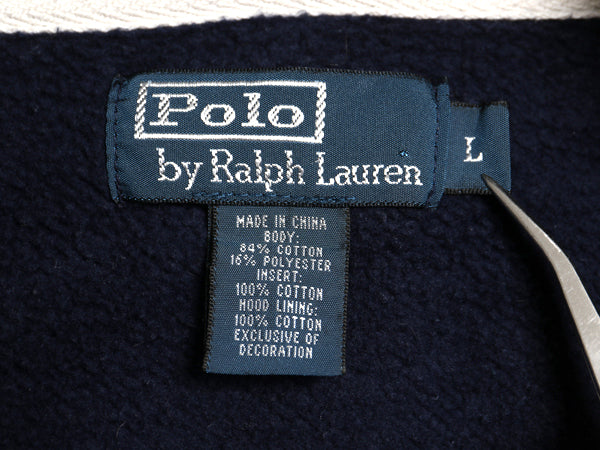 Polo
by Ralph Lauren
L
MADE IN CHINA
BODY:
84% COTTON
16% POLYESTER
INSERT:
100% COTTON
HOOD LINING:
100% COTTON
EXCLUSIVE OF
DECORATION